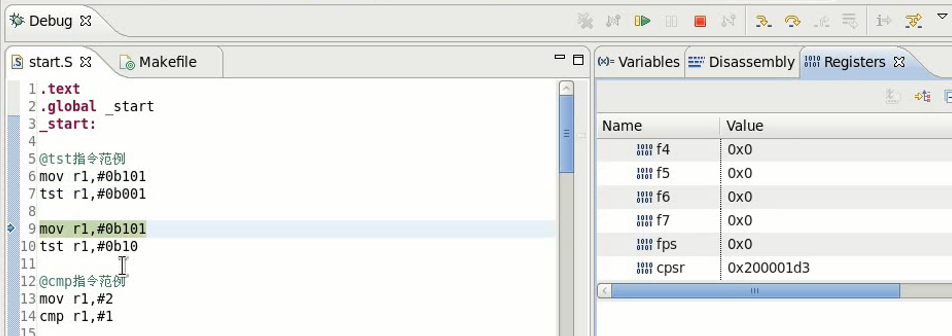 Debug
start.S
Makefile
1 .text
2 .global _start
3 _start:
4
5 @tst指令范例
6 mov r1,#0b101
7 tst r1,#0b001
8
9 mov r1,#0b101
10 tst r1,#0b10
11
12 @cmp指令范例
13 mov r1,#2
14 cmp r1,#1
15
(x)= Variables
Disassembly
Registers
Name Value
f4 0x0
f5 0x0
f6 0x0
f7 0x0
fps 0x0
cpsr 0x200001d3